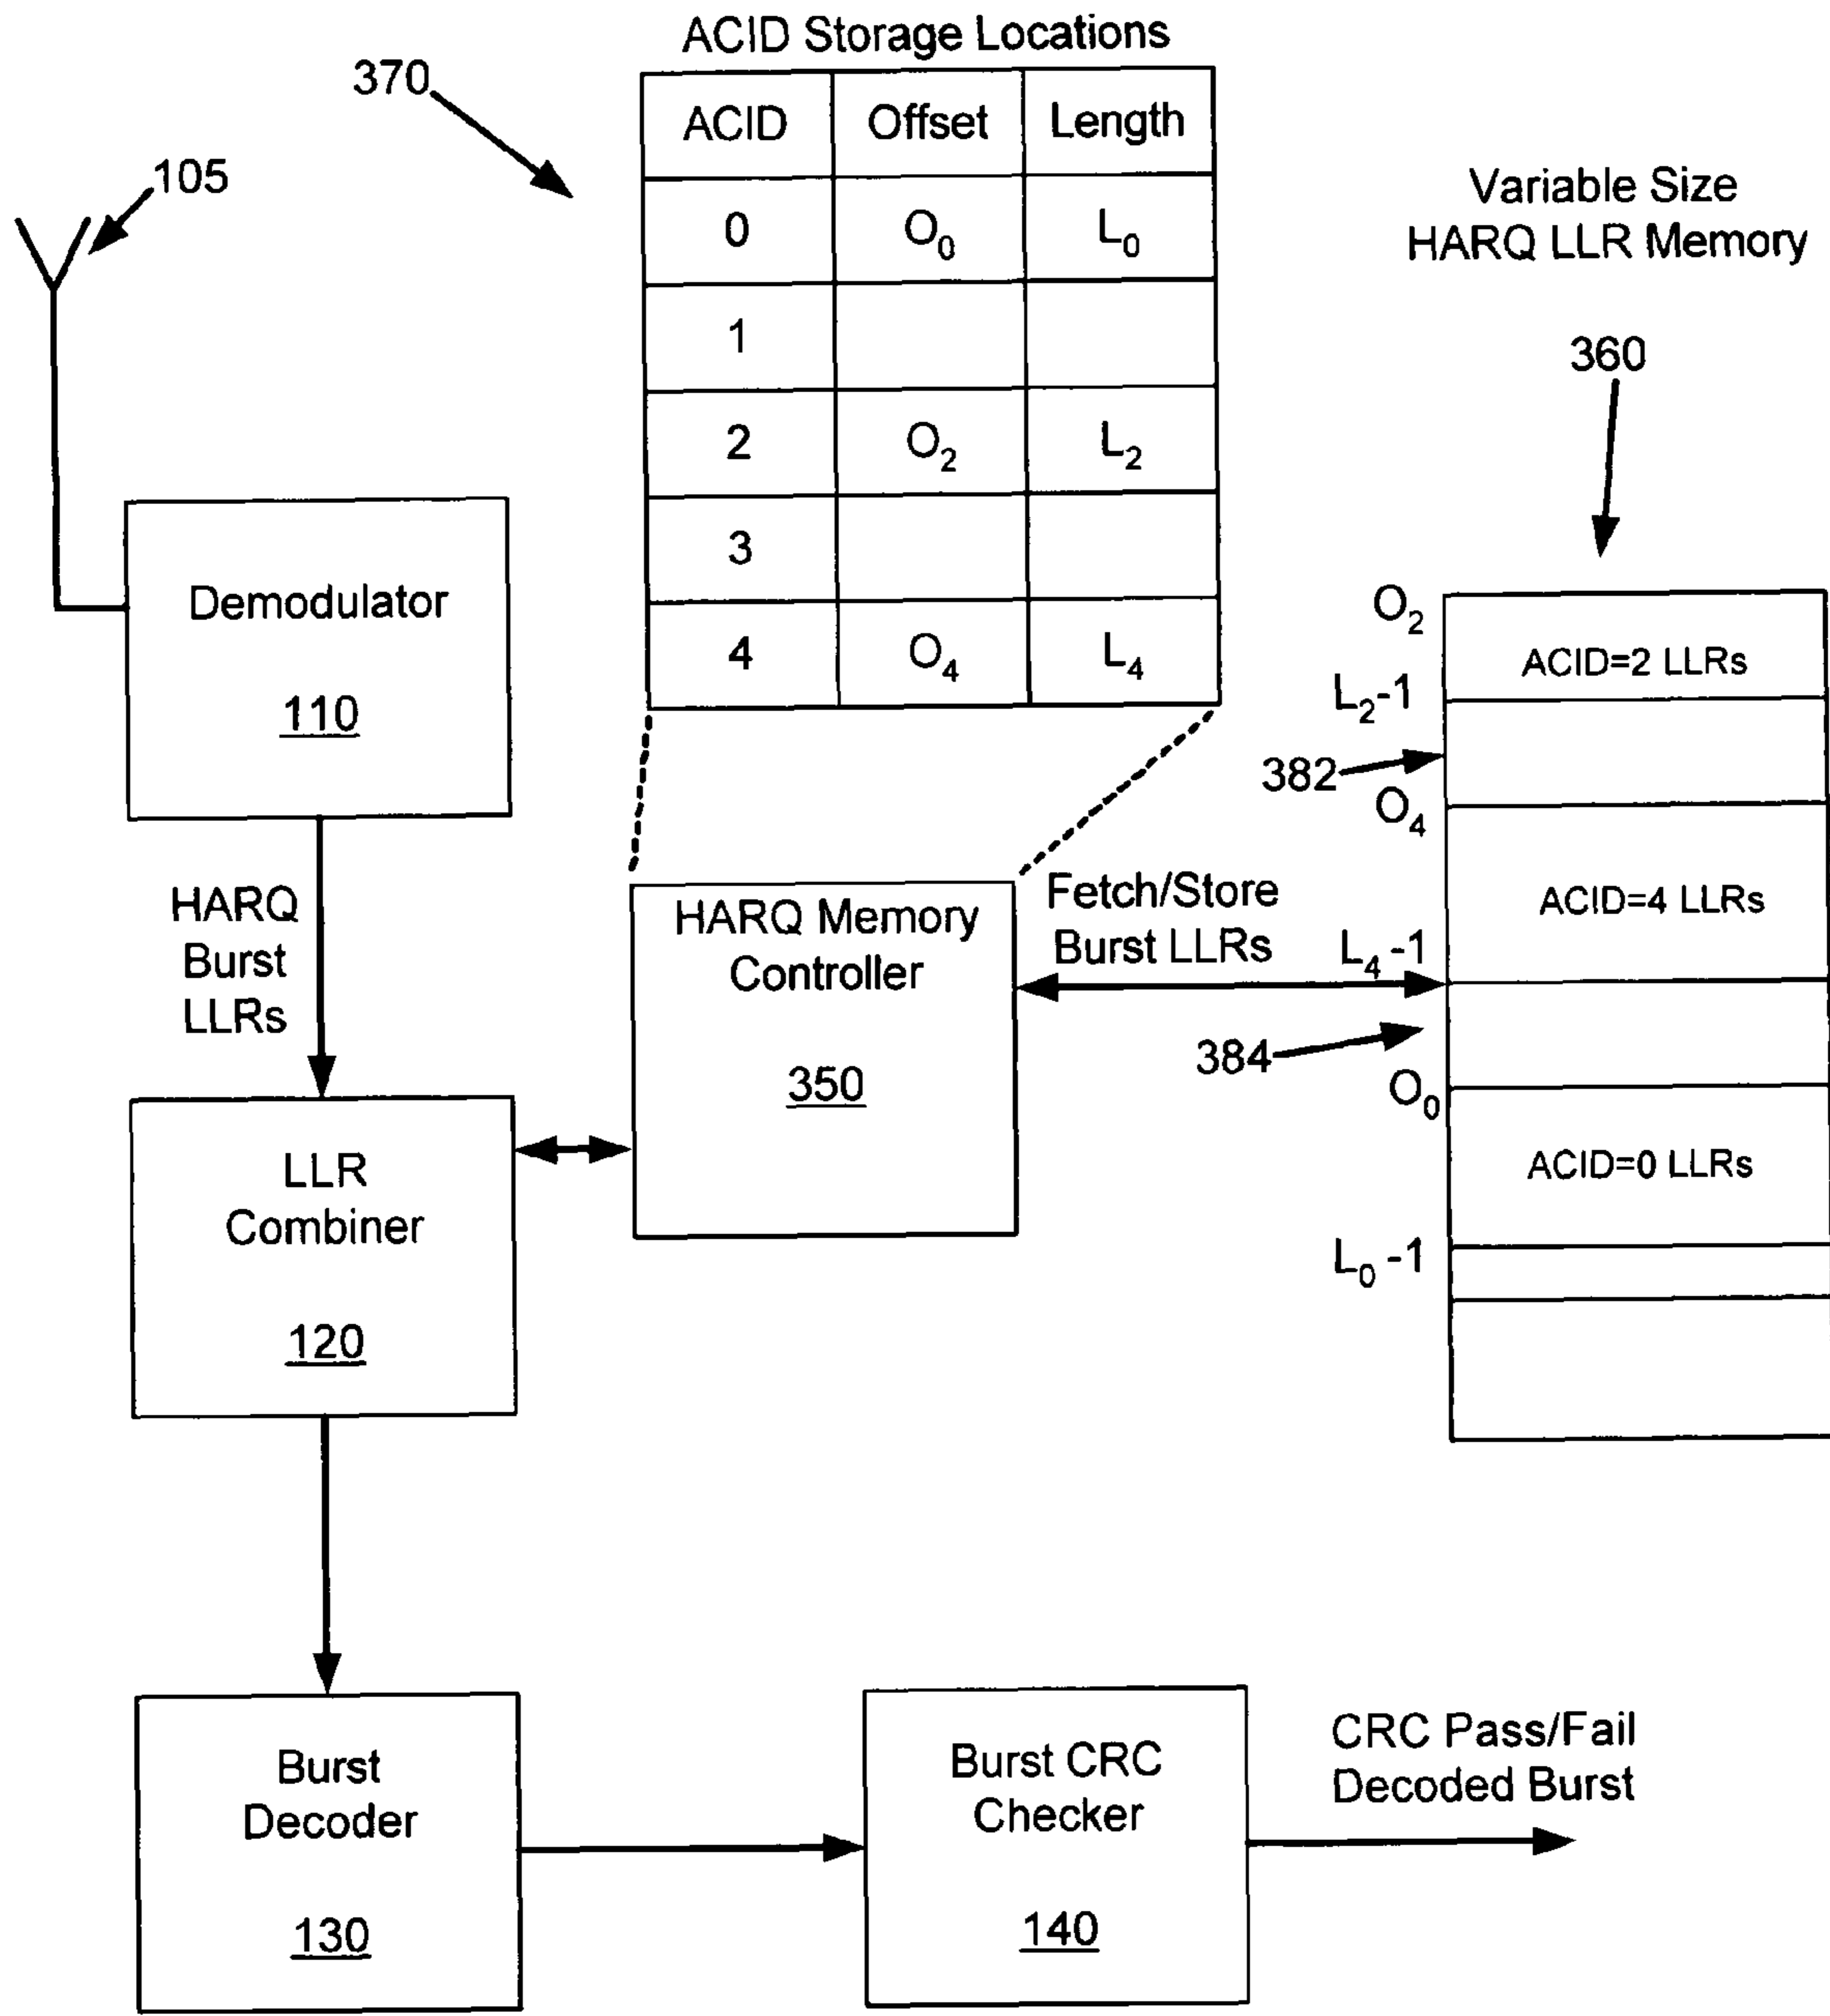 ACID Storage Locations
370
ACID Offset Length
0 O₀ L₀
1
2 O₂ L₂
3
4 O₄ L₄
105
Variable Size
HARQ LLR Memory
360
Demodulator
110
O₂
ACID=2 LLRs
L₂-1
382
O₄
ACID=4 LLRs
L₄-1
384
O₀
ACID=0 LLRs
L₀-1
HARQ
Burst
LLRs
HARQ Memory
Controller
350
Fetch/Store
Burst LLRs
LLR
Combiner
120
Burst
Decoder
130
Burst CRC
Checker
140
CRC Pass/Fail
Decoded Burst